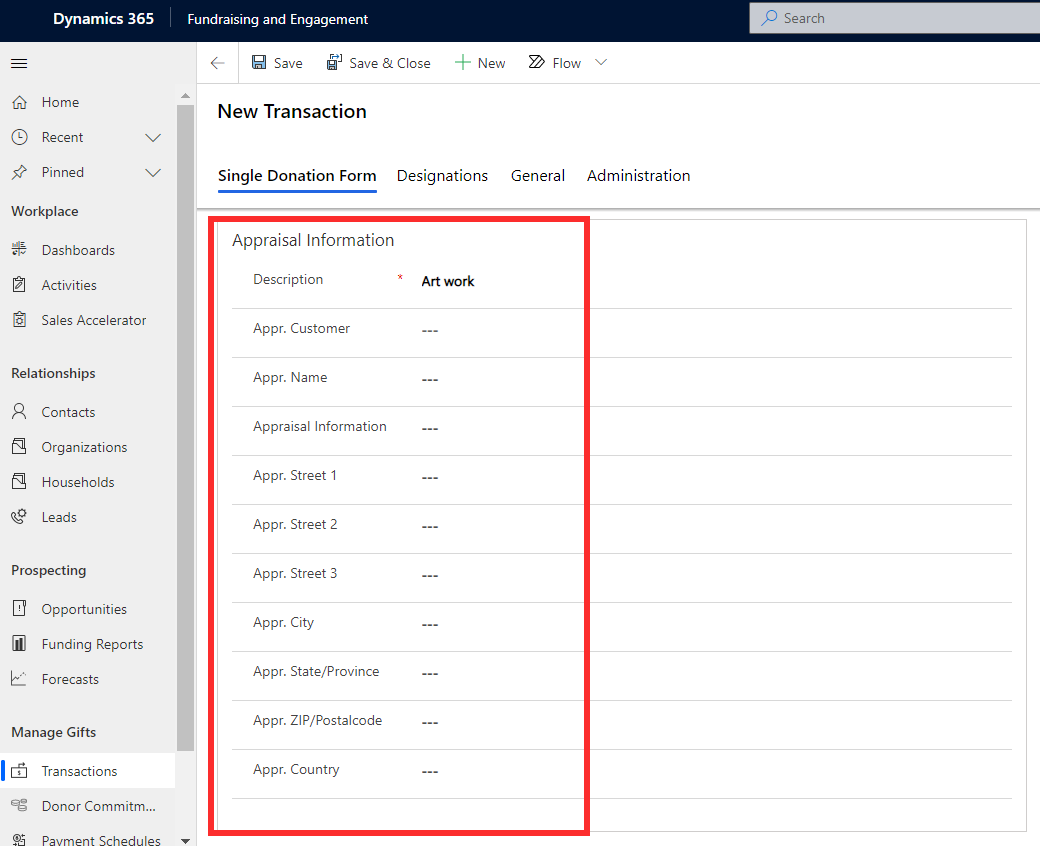 Dynamics 365
Fundraising and Engagement
Search
Save
Save & Close
New
Flow
New Transaction
Single Donation Form
Designations
General
Administration
Home
Recent
Pinned
Workplace
Dashboards
Activities
Sales Accelerator
Relationships
Contacts
Organizations
Households
Leads
Prospecting
Opportunities
Funding Reports
Forecasts
Manage Gifts
Transactions
Donor Commitm...
Payment Schedules
Appraisal Information
Description * Art work
Appr. Customer ---
Appr. Name ---
Appraisal Information ---
Appr. Street 1 ---
Appr. Street 2 ---
Appr. Street 3 ---
Appr. City ---
Appr. State/Province ---
Appr. ZIP/Postalcode ---
Appr. Country ---